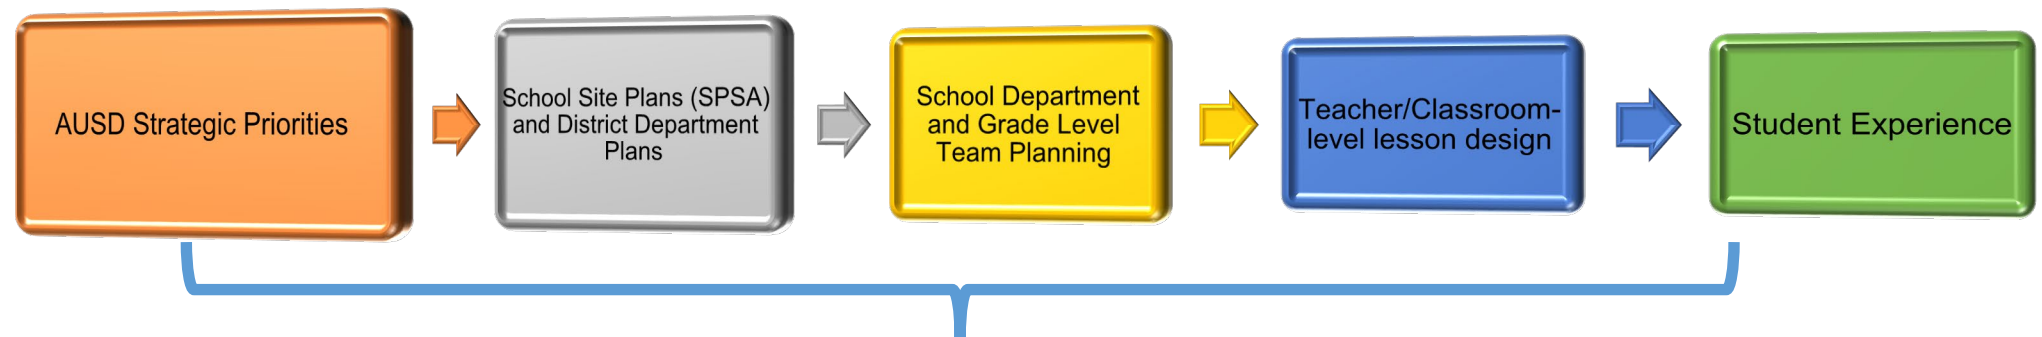 AUSD Strategic Priorities
School Site Plans (SPSA)
and District Department
Plans
School Department
and Grade Level
Team Planning
Teacher/Classroom-
level lesson design
Student Experience